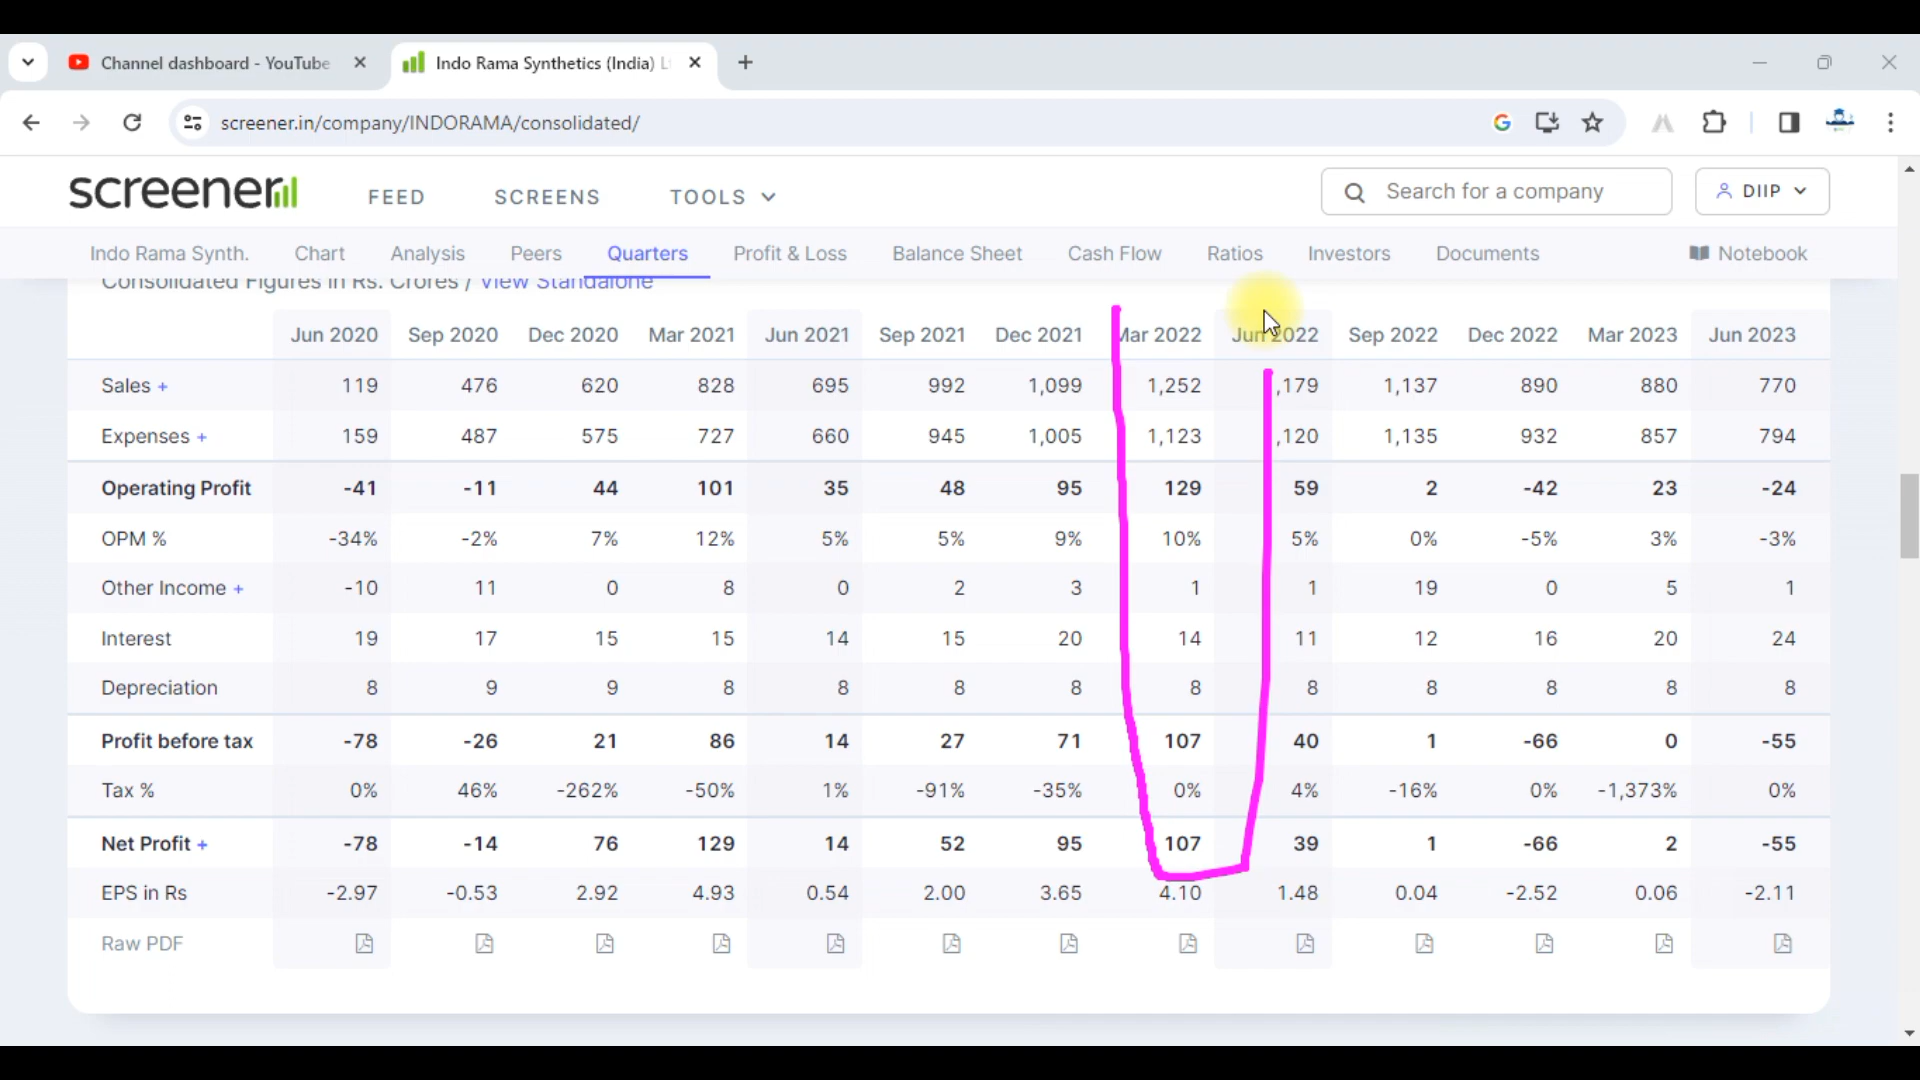 Channel dashboard - YouTube
Indo Rama Synthetics (India) L
screener.in/company/INDORAMA/consolidated/
screener
FEED
SCREENS
TOOLS
Search for a company
DIIP
Indo Rama Synth.
Chart
Analysis
Peers
Quarters
Profit & Loss
Balance Sheet
Cash Flow
Ratios
Investors
Documents
Notebook
Consolidated Figures in Rs. Crores / View Standalone
Jun 2020 Sep 2020 Dec 2020 Mar 2021 Jun 2021 Sep 2021 Dec 2021 Mar 2022 Jun 2022 Sep 2022 Dec 2022 Mar 2023 Jun 2023
Sales + 119 476 620 828 695 992 1,099 1,252 ,179 1,137 890 880 770
Expenses + 159 487 575 727 660 945 1,005 1,123 ,120 1,135 932 857 794
Operating Profit -41 -11 44 101 35 48 95 129 59 2 -42 23 -24
OPM % -34% -2% 7% 12% 5% 5% 9% 10% 5% 0% -5% 3% -3%
Other Income + -10 11 0 8 0 2 3 1 1 19 0 5 1
Interest 19 17 15 15 14 15 20 14 11 12 16 20 24
Depreciation 8 9 9 8 8 8 8 8 8 8 8 8 8
Profit before tax -78 -26 21 86 14 27 71 107 40 1 -66 0 -55
Tax % 0% 46% -262% -50% 1% -91% -35% 0% 4% -16% 0% -1,373% 0%
Net Profit + -78 -14 76 129 14 52 95 107 39 1 -66 2 -55
EPS in Rs -2.97 -0.53 2.92 4.93 0.54 2.00 3.65 4.10 1.48 0.04 -2.52 0.06 -2.11
Raw PDF